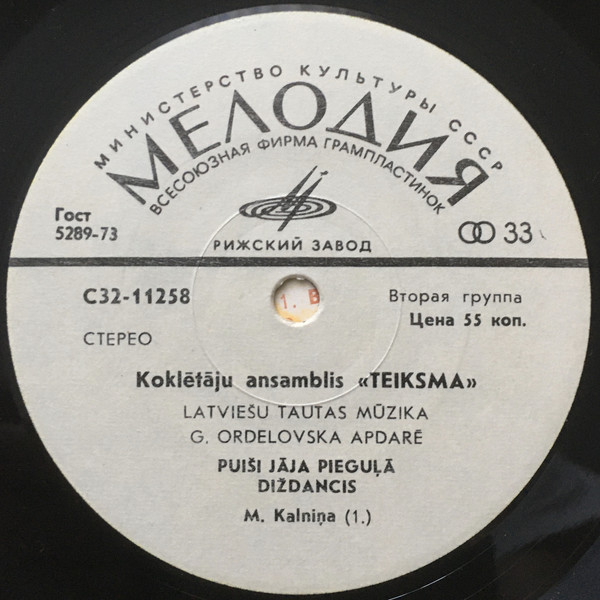 МИНИСТЕРСТВО КУЛЬТУРЫ СССР
МЕЛОДИЯ
ВСЕСОЮЗНАЯ ФИРМА ГРАМПЛАСТИНОК
Гост
5289-73
РИЖСКИЙ ЗАВОД
33
С32-11258
1. В
Вторая группа
Цена 55 коп.
СТЕРЕО
Koklētāju ansamblis «TEIKSMA»
LATVIEŠU TAUTAS MŪZIKA
G. ORDELOVSKA APDARĒ
PUIŠI JĀJA PIEGUĻĀ
DIŽDANCIS
M. Kalniņa (1.)